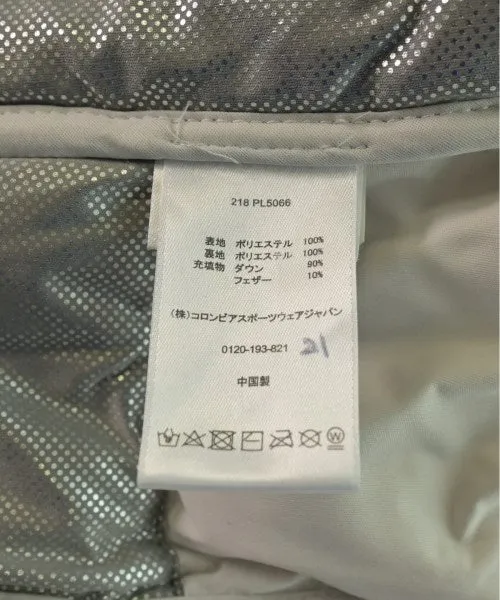 218 PL5066
表地 ポリエステル 100%
裏地 ポリエステル 100%
充填物 ダウン 90%
フェザー 10%
(株)コロンビアスポーツウェアジャパン
0120-193-821 21
中国製
W